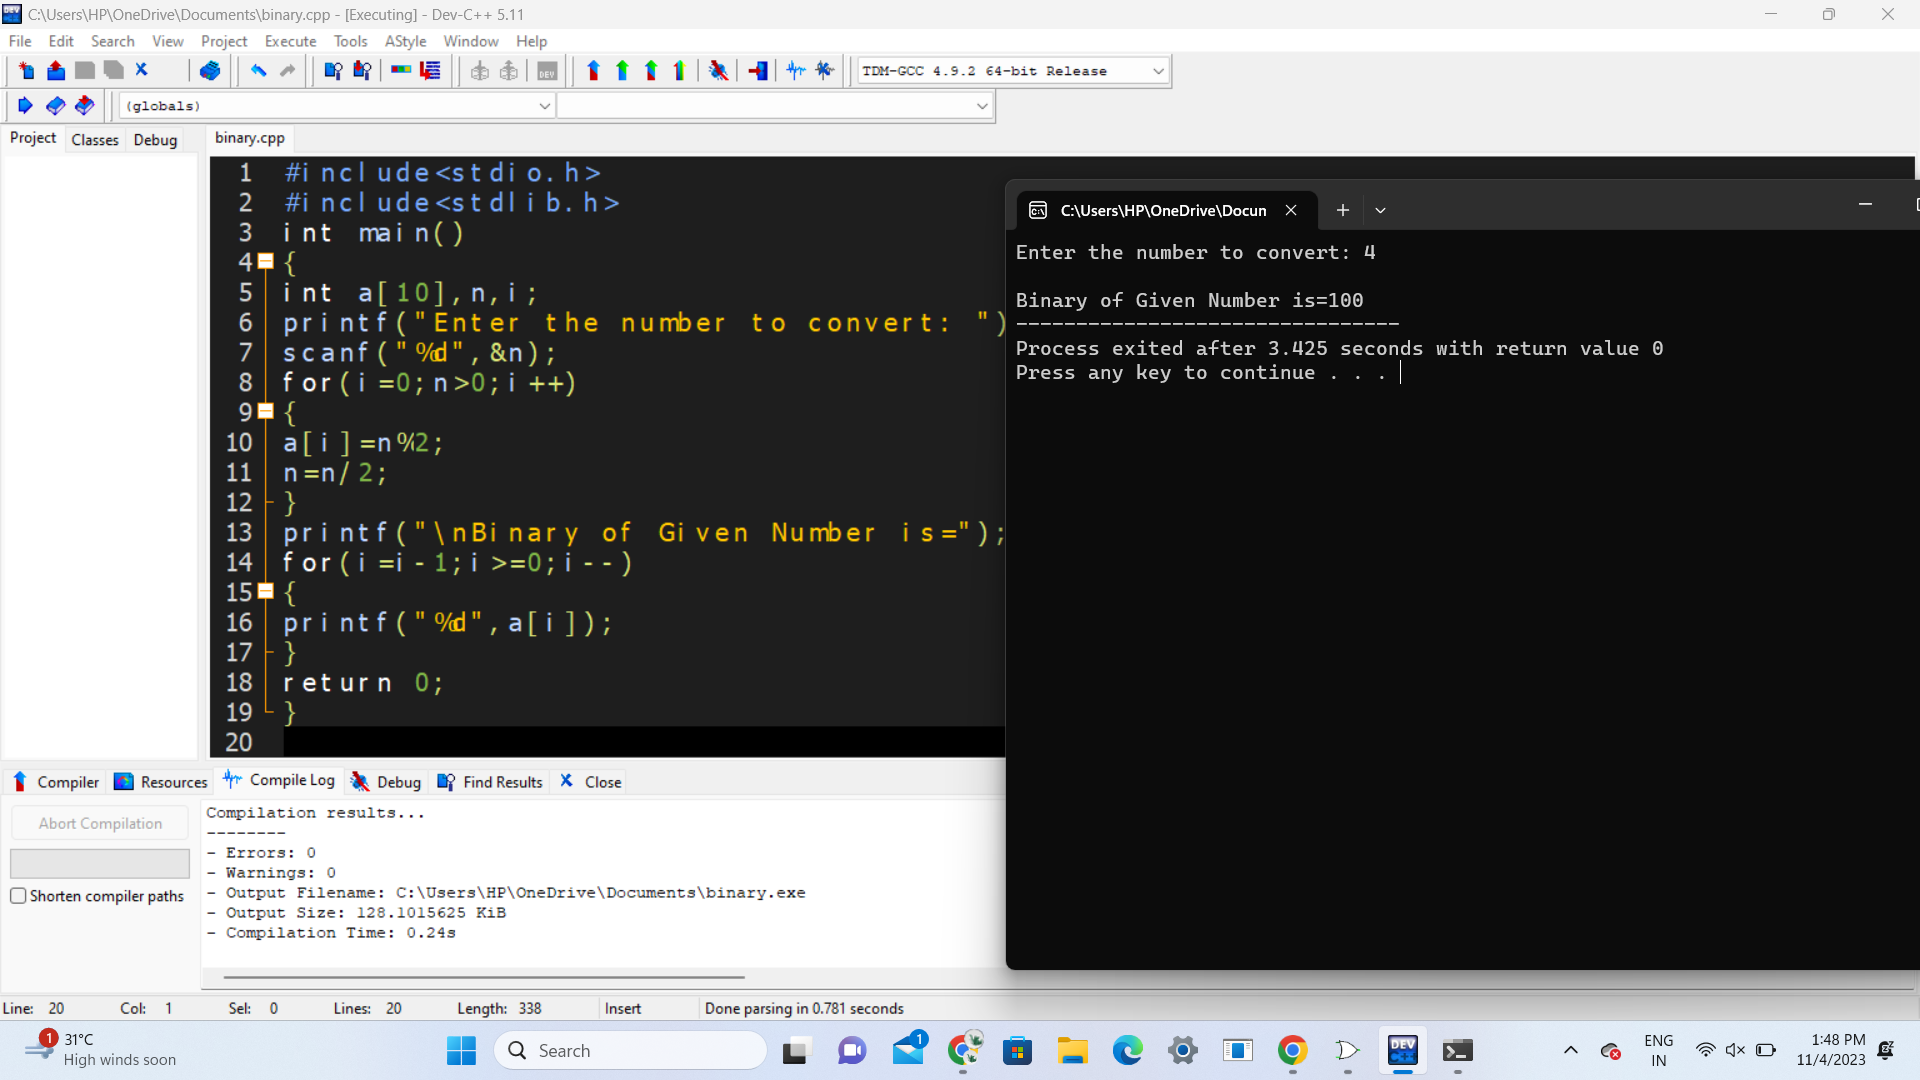 C:\Users\HP\OneDrive\Documents\binary.cpp - [Executing] - Dev-C++ 5.11
File Edit Search View Project Execute Tools AStyle Window Help
TDM-GCC 4.9.2 64-bit Release
(globals)
Project Classes Debug
binary.cpp
1 #include<stdio.h>
2 #include<stdlib.h>
3 int main()
4 {
5 int a[10],n,i;
6 printf("Enter the number to convert: ")
7 scanf("%d",&n);
8 for(i=0;n>0;i++)
9 {
10 a[i]=n%2;
11 n=n/2;
12 }
13 printf("\nBinary of Given Number is=");
14 for(i=i-1;i>=0;i--)
15 {
16 printf("%d",a[i]);
17 }
18 return 0;
19 }
20
C:\Users\HP\OneDrive\Docun
Enter the number to convert: 4
Binary of Given Number is=100
--------------------------------
Process exited after 3.425 seconds with return value 0
Press any key to continue . . .
Compiler Resources Compile Log Debug Find Results Close
Abort Compilation
Shorten compiler paths
Compilation results...
--------
- Errors: 0
- Warnings: 0
- Output Filename: C:\Users\HP\OneDrive\Documents\binary.exe
- Output Size: 128.1015625 KiB
- Compilation Time: 0.24s
Line: 20 Col: 1 Sel: 0 Lines: 20 Length: 338 Insert Done parsing in 0.781 seconds
1
31°C
High winds soon
Search
1
DEV
C++
ENG
IN
1:48 PM
11/4/2023